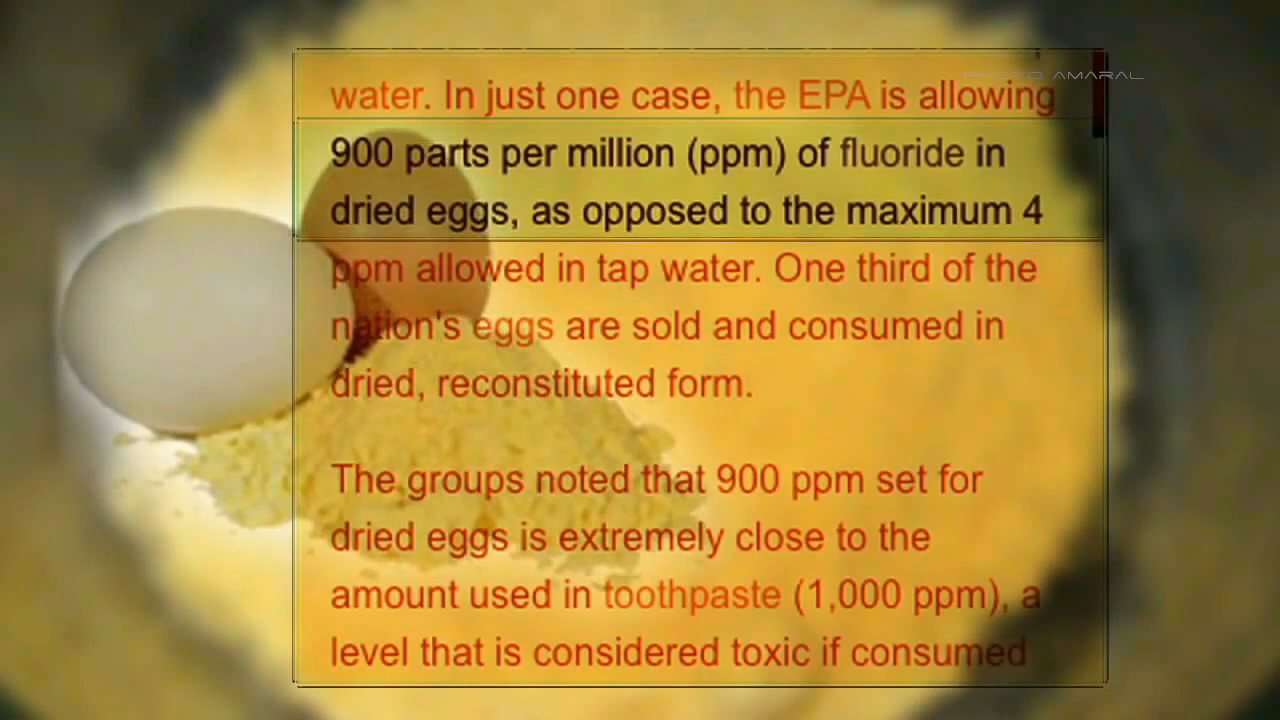 PHOTO AMARAL
water. In just one case, the EPA is allowing
900 parts per million (ppm) of fluoride in
dried eggs, as opposed to the maximum 4
ppm allowed in tap water. One third of the
nation's eggs are sold and consumed in
dried, reconstituted form.
The groups noted that 900 ppm set for
dried eggs is extremely close to the
amount used in toothpaste (1,000 ppm), a
level that is considered toxic if consumed